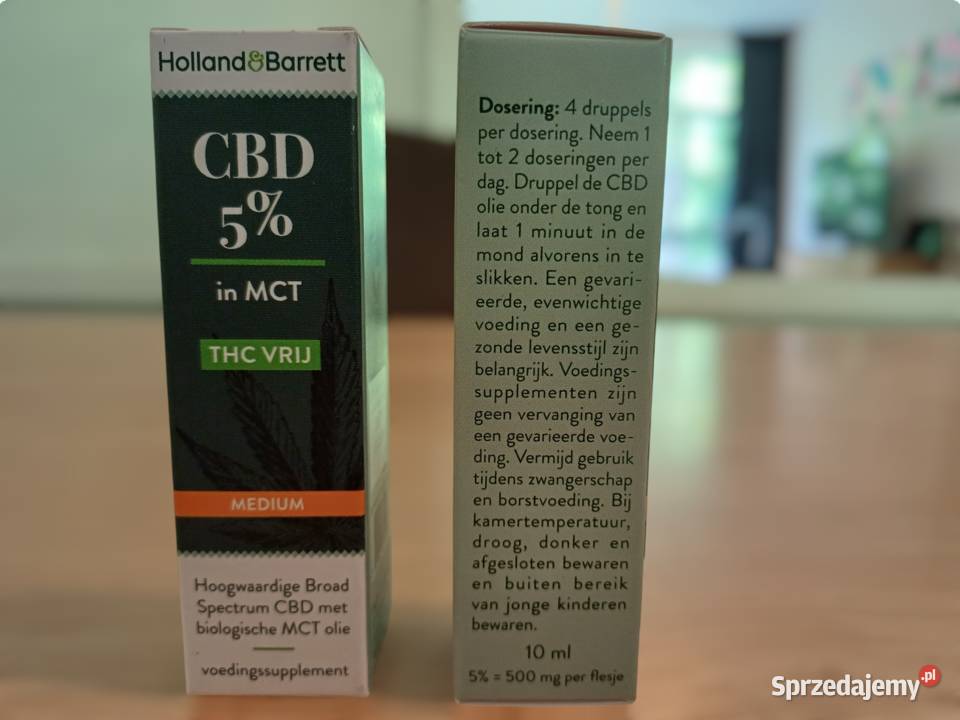 Holland&Barrett
CBD
5%
in MCT
THC VRIJ
MEDIUM
Hoogwaardige Broad
Spectrum CBD met
biologische MCT olie
voedingssupplement
Dosering: 4 druppels
per dosering. Neem 1
tot 2 doseringen per
dag. Druppel de CBD
olie onder de tong en
laat 1 minuut in de
mond alvorens in te
slikken. Een gevari-
eerde, evenwichtige
voeding en een ge-
zonde levensstijl zijn
belangrijk. Voedings-
supplementen zijn
geen vervanging van
een gevarieerde voe-
ding. Vermijd gebruik
tijdens zwangerschap
en borstvoeding. Bij
kamertemperatuur,
droog, donker en
afgesloten bewaren
en buiten bereik
van jonge kinderen
bewaren.
10 ml
5% = 500 mg per flesje
Sprzedajemy.pl